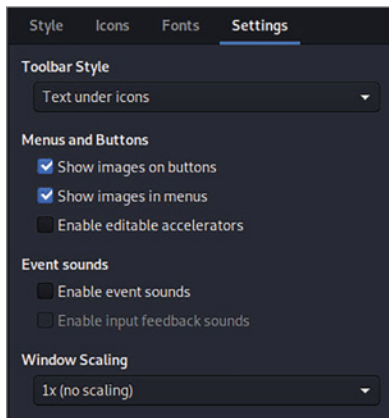 Style Icons Fonts Settings
Toolbar Style
Text under icons
Menus and Buttons
Show images on buttons
Show images in menus
Enable editable accelerators
Event sounds
Enable event sounds
Enable input feedback sounds
Window Scaling
1x (no scaling)